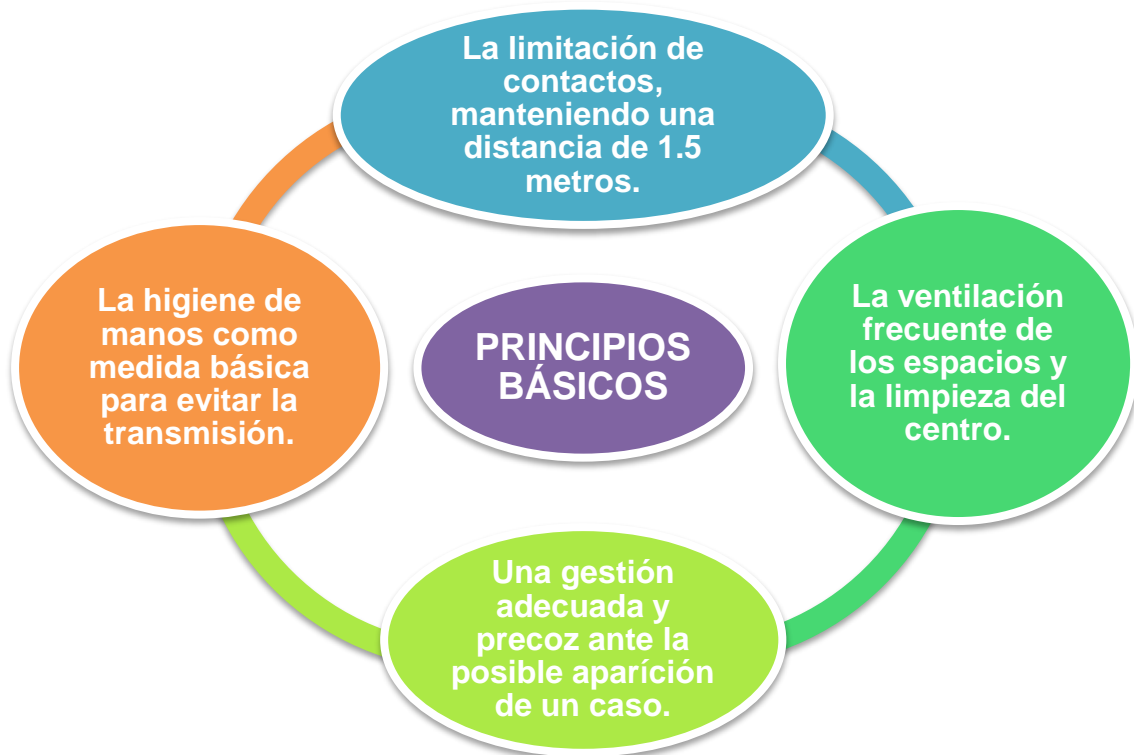 La limitación de
contactos,
manteniendo una
distancia de 1.5
metros.
La higiene de
manos como
medida básica
para evitar la
transmisión.
PRINCIPIOS
BÁSICOS
La ventilación
frecuente de
los espacios y
la limpieza del
centro.
Una gestión
adecuada y
precoz ante la
posible aparíción
de un caso.